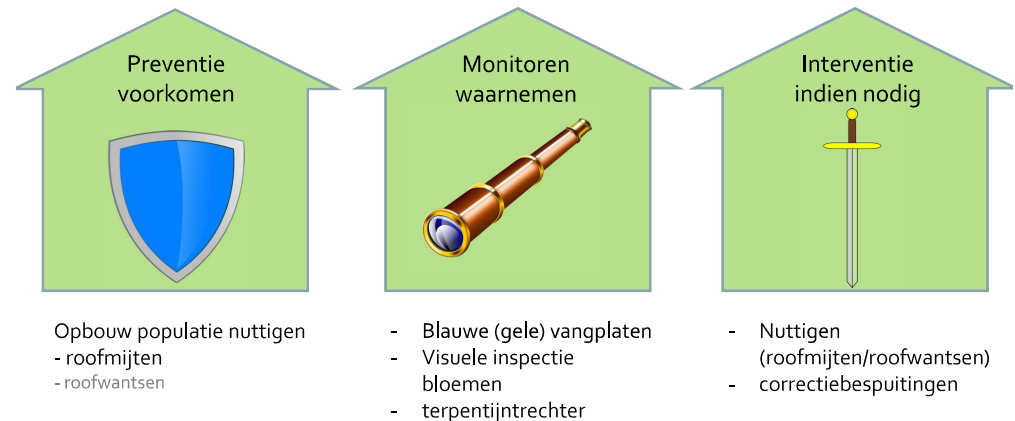 Preventie
voorkomen
Opbouw populatie nuttigen
- roofmijten
- roofwantsen
Monitoren
waarnemen
- Blauwe (gele) vangplaten
- Visuele inspectie
bloemen
- terpentijntrechter
Interventie
indien nodig
- Nuttigen
(roofmijten/roofwantsen)
- correctiebespuitingen